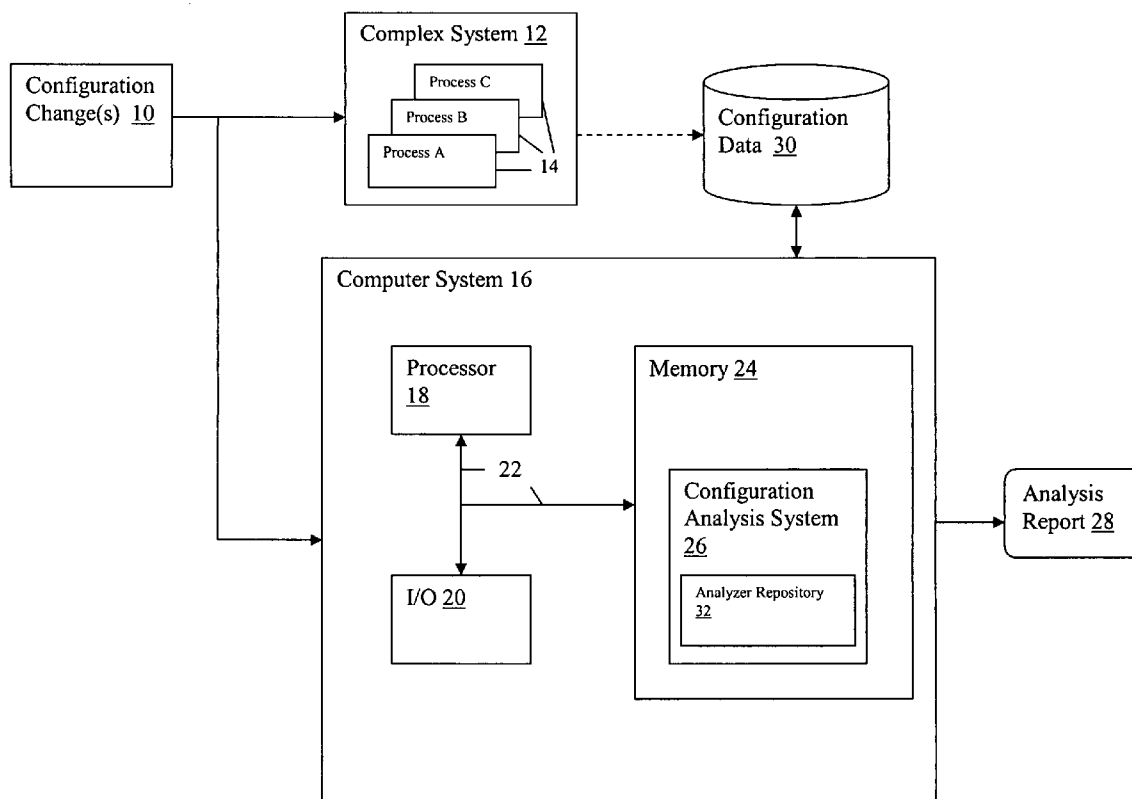 Configuration
Change(s) 10
Complex System 12
Process C
Process B
Process A
14
Configuration
Data 30
Computer System 16
Processor
18
22
I/O 20
Memory 24
Configuration
Analysis System
26
Analyzer Repository
32
Analysis
Report 28